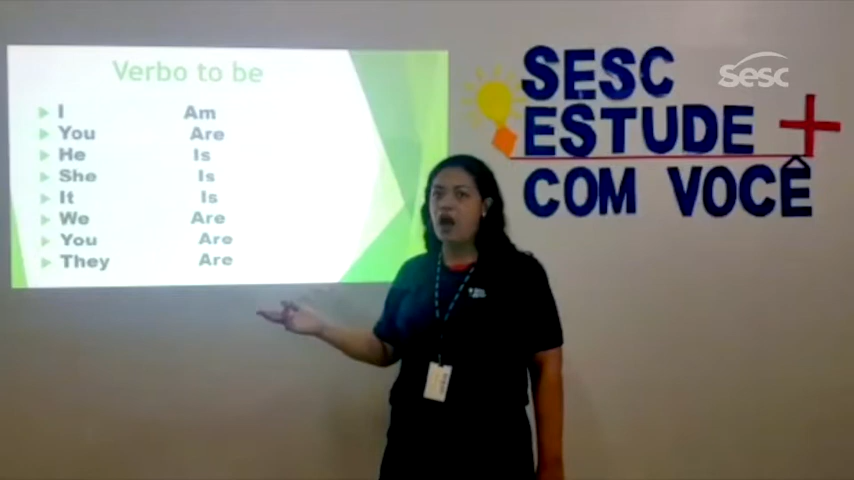 Verbo to be
I Am
You Are
He Is
She Is
It Is
We Are
You Are
They Are
SESC
ESTUDE +
COM VOCÊ
Sesc